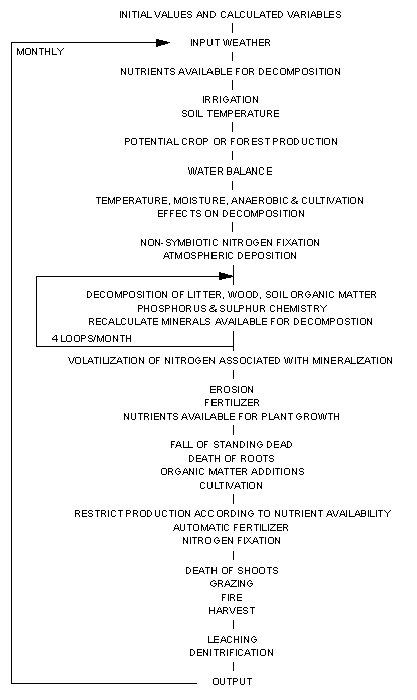 INITIAL VALUES AND CALCULATED VARIABLES
INPUT WEATHER
MONTHLY
NUTRIENTS AVAILABLE FOR DECOMPOSITION
IRRIGATION
SOIL TEMPERATURE
POTENTIAL CROP OR FOREST PRODUCTION
WATER BALANCE
TEMPERATURE, MOISTURE, ANAEROBIC & CULTIVATION
EFFECTS ON DECOMPOSITION
NON-SYMBIOTIC NITROGEN FIXATION
ATMOSPHERIC DEPOSITION
DECOMPOSITION OF LITTER, WOOD, SOIL ORGANIC MATTER
PHOSPHORUS & SULPHUR CHEMISTRY
RECALCULATE MINERALS AVAILABLE FOR DECOMPOSTION
4 LOOPS/MONTH
VOLATILIZATION OF NITROGEN ASSOCIATED WITH MINERALIZATION
EROSION
FERTILIZER
NUTRIENTS AVAILABLE FOR PLANT GROWTH
FALL OF STANDING DEAD
DEATH OF ROOTS
ORGANIC MATTER ADDITIONS
CULTIVATION
RESTRICT PRODUCTION ACCORDING TO NUTRIENT AVAILABILITY
AUTOMATIC FERTILIZER
NITROGEN FIXATION
DEATH OF SHOOTS
GRAZING
FIRE
HARVEST
LEACHING
DENITRIFICATION
OUTPUT